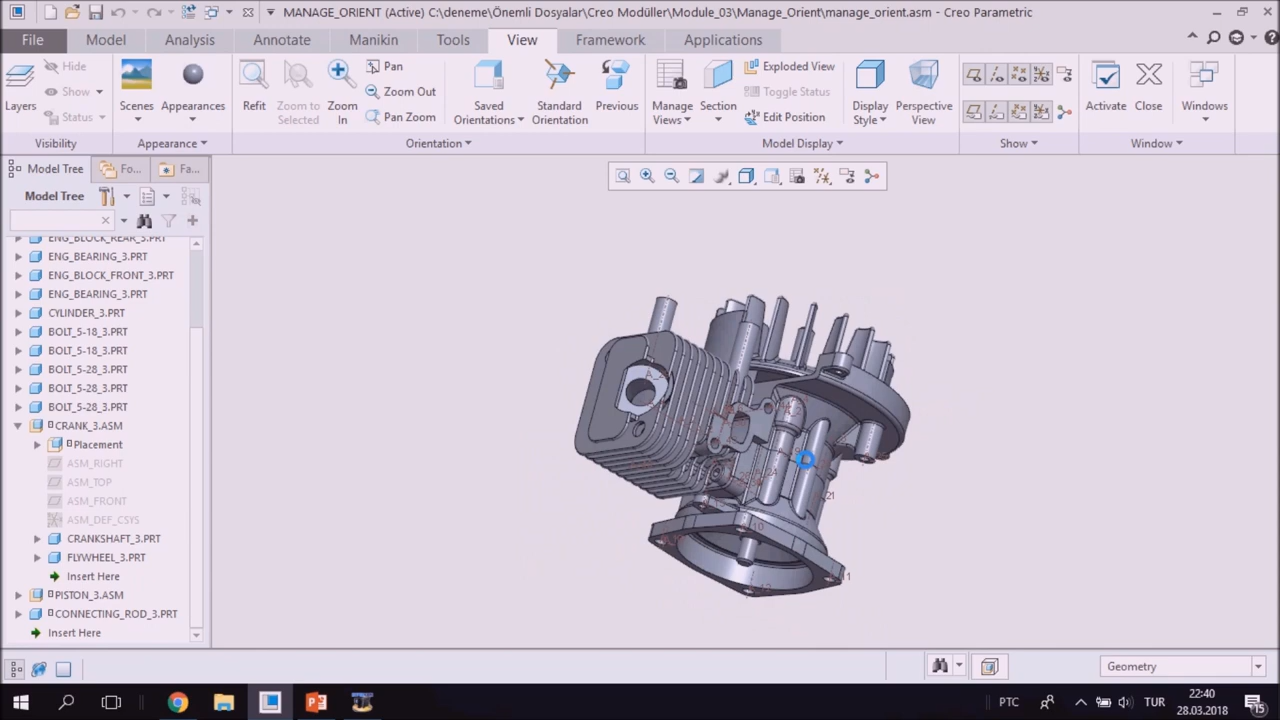 MANAGE_ORIENT (Active) C:\deneme\Önemli Dosyalar\Creo Modüller\Module_03\Manage_Orient\manage_orient.asm - Creo Parametric
File Model Analysis Annotate Manikin Tools View Framework Applications
Hide
Show
Status
Layers
Visibility
Scenes
Appearances
Appearance
Refit
Zoom to Selected
Zoom In
Pan
Zoom Out
Pan Zoom
Saved Orientations
Standard Orientation
Previous
Orientation
Manage Views
Section
Exploded View
Toggle Status
Edit Position
Display Style
Perspective View
Model Display
Show
Activate
Close
Windows
Window
Model Tree Fo... Fa...
Model Tree
ENG_BLOCK_REAR_3.PRT
ENG_BEARING_3.PRT
ENG_BLOCK_FRONT_3.PRT
ENG_BEARING_3.PRT
CYLINDER_3.PRT
BOLT_5-18_3.PRT
BOLT_5-18_3.PRT
BOLT_5-28_3.PRT
BOLT_5-28_3.PRT
BOLT_5-28_3.PRT
CRANK_3.ASM
Placement
ASM_RIGHT
ASM_TOP
ASM_FRONT
ASM_DEF_CSYS
CRANKSHAFT_3.PRT
FLYWHEEL_3.PRT
Insert Here
PISTON_3.ASM
CONNECTING_ROD_3.PRT
Insert Here
Geometry
PTC TUR 22:40
28.03.2018
15